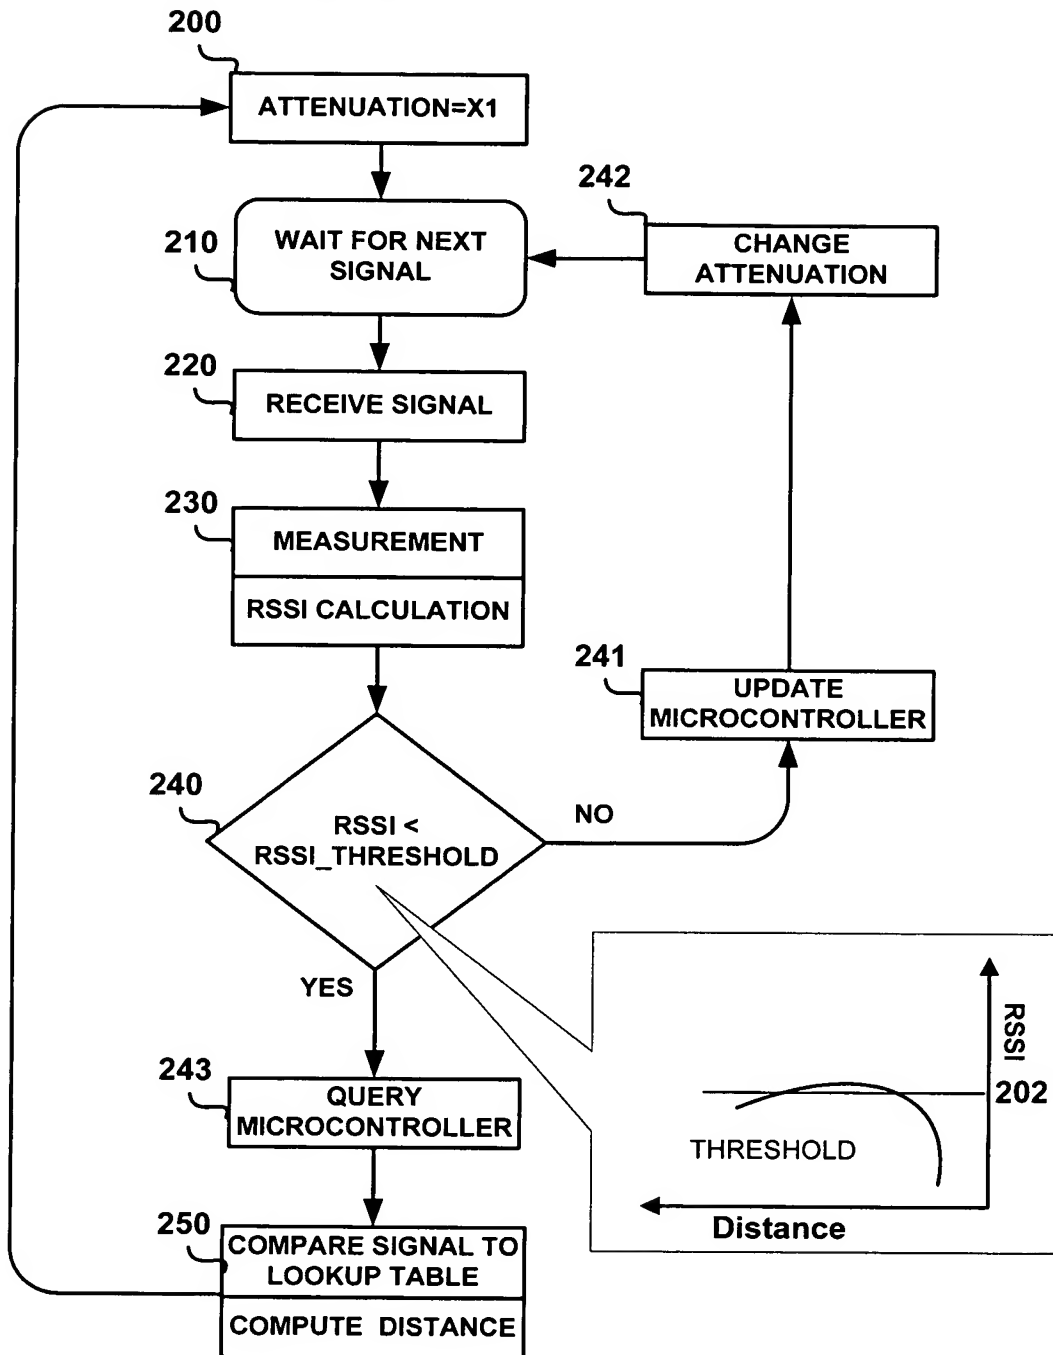 200
ATTENUATION=X1
242
210
WAIT FOR NEXT
SIGNAL
CHANGE
ATTENUATION
220
RECEIVE SIGNAL
230
MEASUREMENT
RSSI CALCULATION
241
UPDATE
MICROCONTROLLER
240
RSSI <
RSSI_THRESHOLD
NO
YES
243
QUERY
MICROCONTROLLER
RSSI
202
THRESHOLD
Distance
250
COMPARE SIGNAL TO
LOOKUP TABLE
COMPUTE DISTANCE